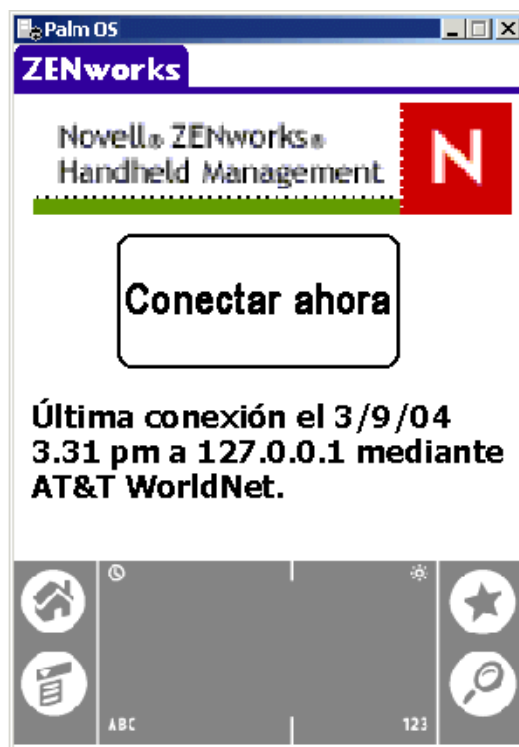 Palm OS
ZENworks
Novell® ZENworks®
Handheld Management
N
Conectar ahora
Última conexión el 3/9/04
3.31 pm a 127.0.0.1 mediante
AT&T WorldNet.
ABC 123